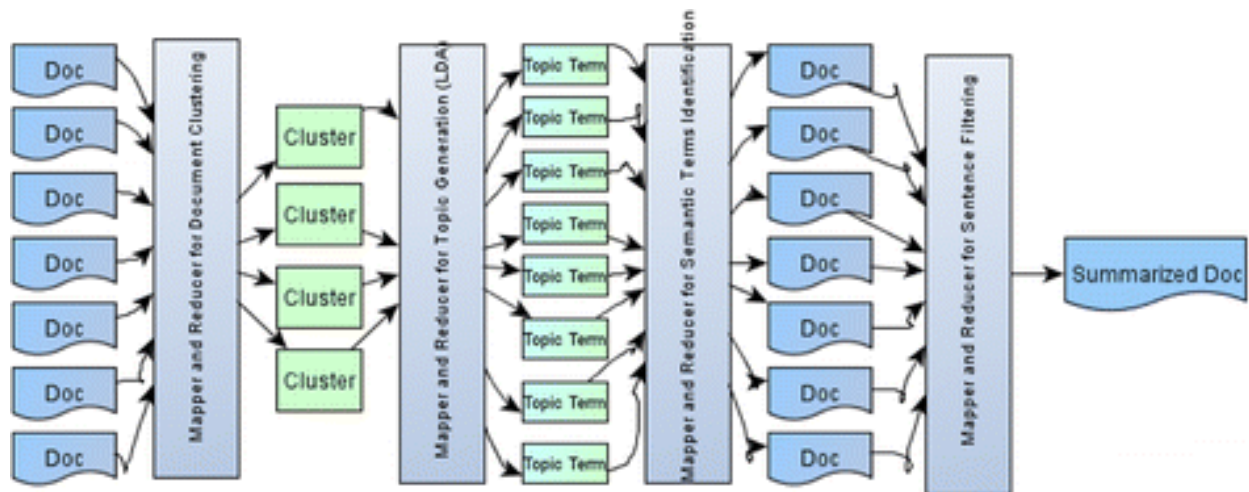 Doc
Doc
Doc
Doc
Doc
Doc
Doc
Mapper and Reducer for Document Clustering
Cluster
Cluster
Cluster
Cluster
Mapper and Reducer for Topic Generation (LDA)
Topic Term
Topic Term
Topic Term
Topic Term
Topic Term
Topic Term
Topic Term
Topic Term
Mapper and Reducer for Semantic Terms Identification
Doc
Doc
Doc
Doc
Doc
Doc
Doc
Mapper and Reducer for Sentence Filtering
Summarized Doc